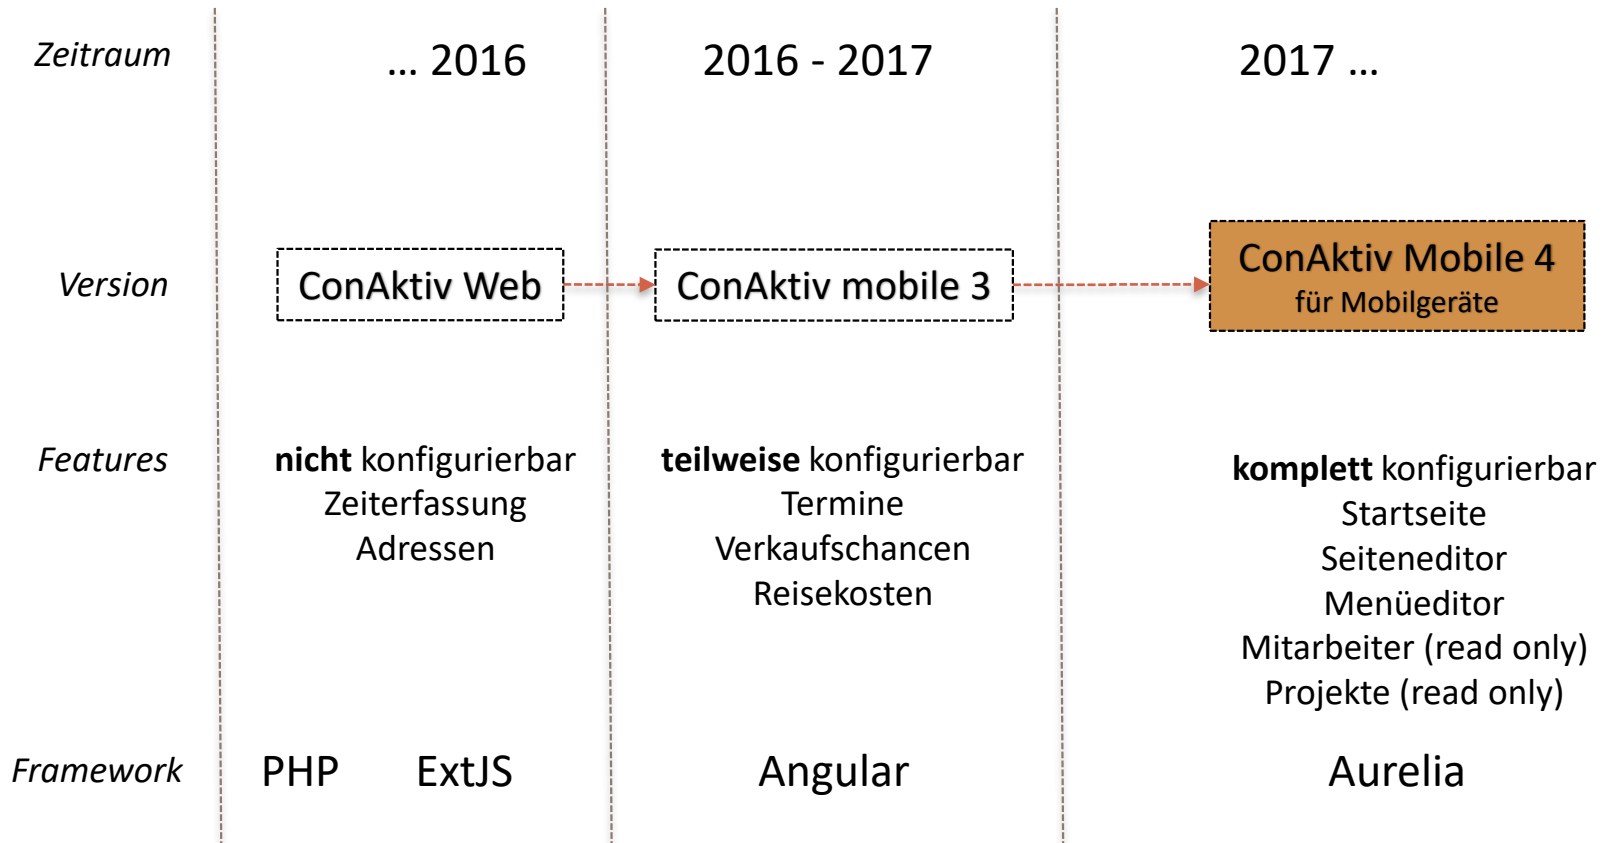 Zeitraum
... 2016
2016 - 2017
2017 ...
Version
ConAktiv Web
ConAktiv mobile 3
ConAktiv Mobile 4
für Mobilgeräte
Features
nicht konfigurierbar
Zeiterfassung
Adressen
teilweise konfigurierbar
Termine
Verkaufschancen
Reisekosten
komplett konfigurierbar
Startseite
Seiteneditor
Menüeditor
Mitarbeiter (read only)
Projekte (read only)
Framework
PHP ExtJS
Angular
Aurelia